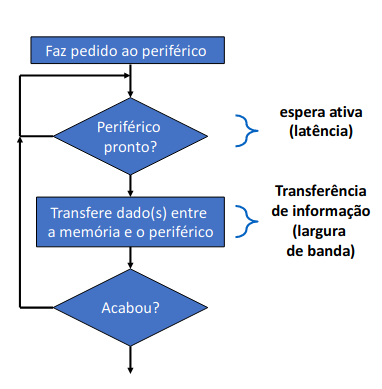 Faz pedido ao periférico
Periférico
pronto?
espera ativa
(latência)
Transfere dado(s) entre
a memória e o periférico
Transferência
de informação
(largura
de banda)
Acabou?